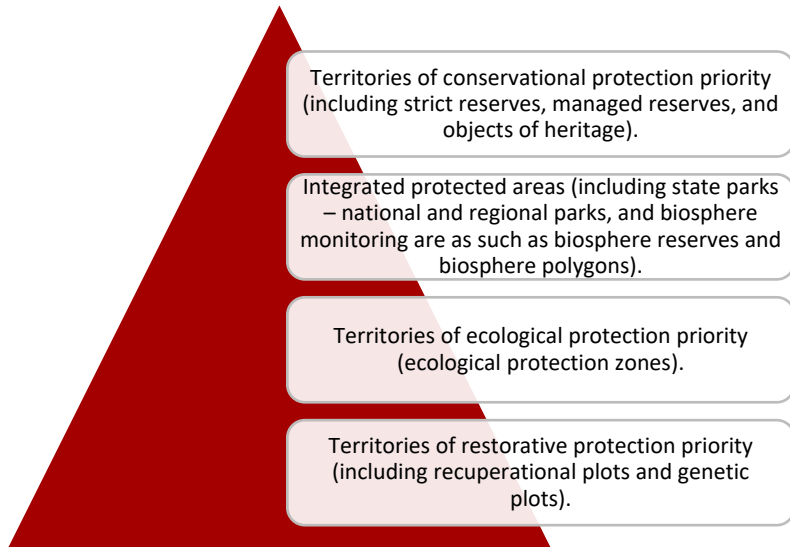 Territories of conservational protection priority
(including strict reserves, managed reserves, and
objects of heritage).
Integrated protected areas (including state parks
– national and regional parks, and biosphere
monitoring are as such as biosphere reserves and
biosphere polygons).
Territories of ecological protection priority
(ecological protection zones).
Territories of restorative protection priority
(including recuperational plots and genetic
plots).